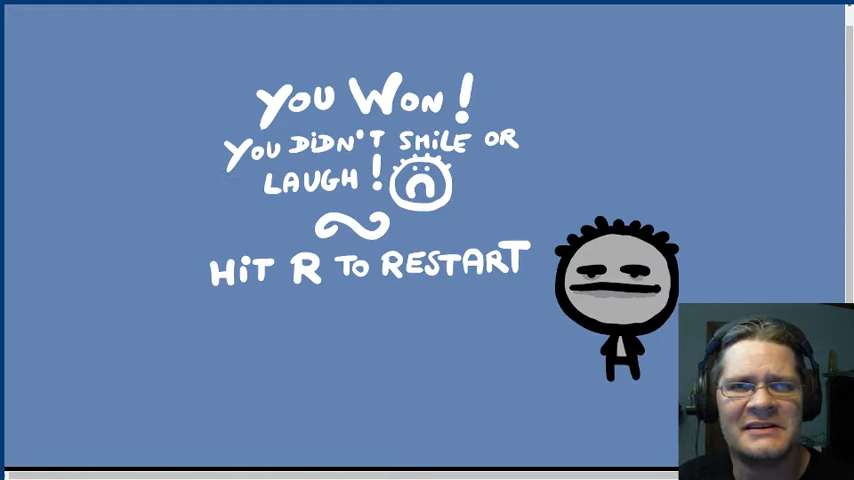 YOU WON!
YOU DIDN'T SMILE OR
LAUGH!
HIT R TO RESTART